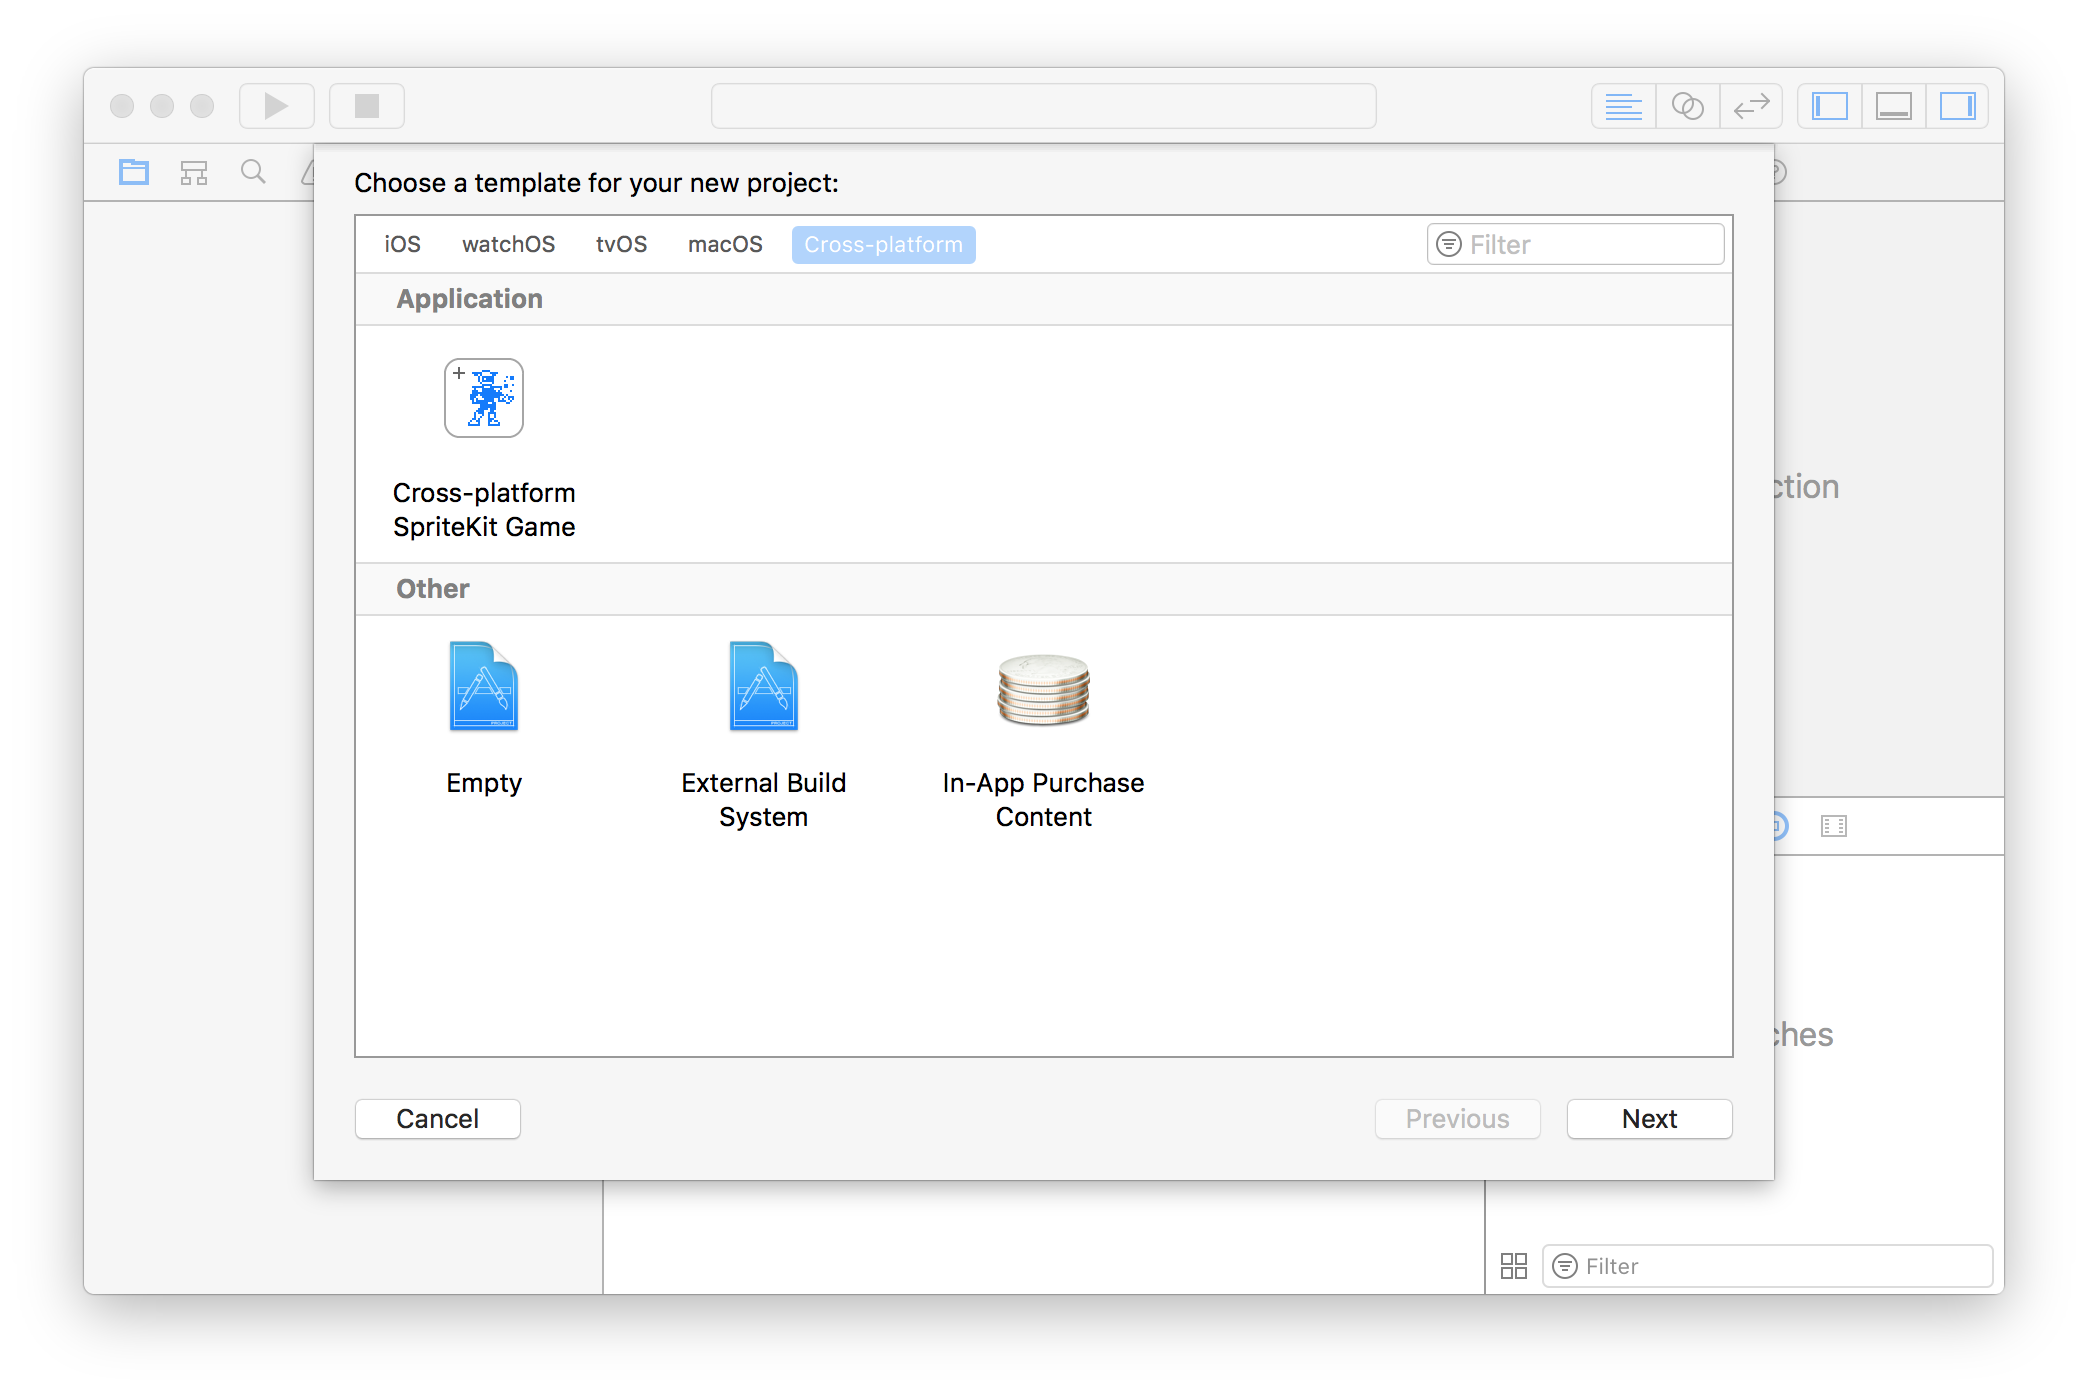 Choose a template for your new project:
iOS watchOS tvOS macOS Cross-platform Filter
Application
Cross-platform
SpriteKit Game
Other
Empty
External Build
System
In-App Purchase
Content
ction
ches
Cancel Previous Next
Filter